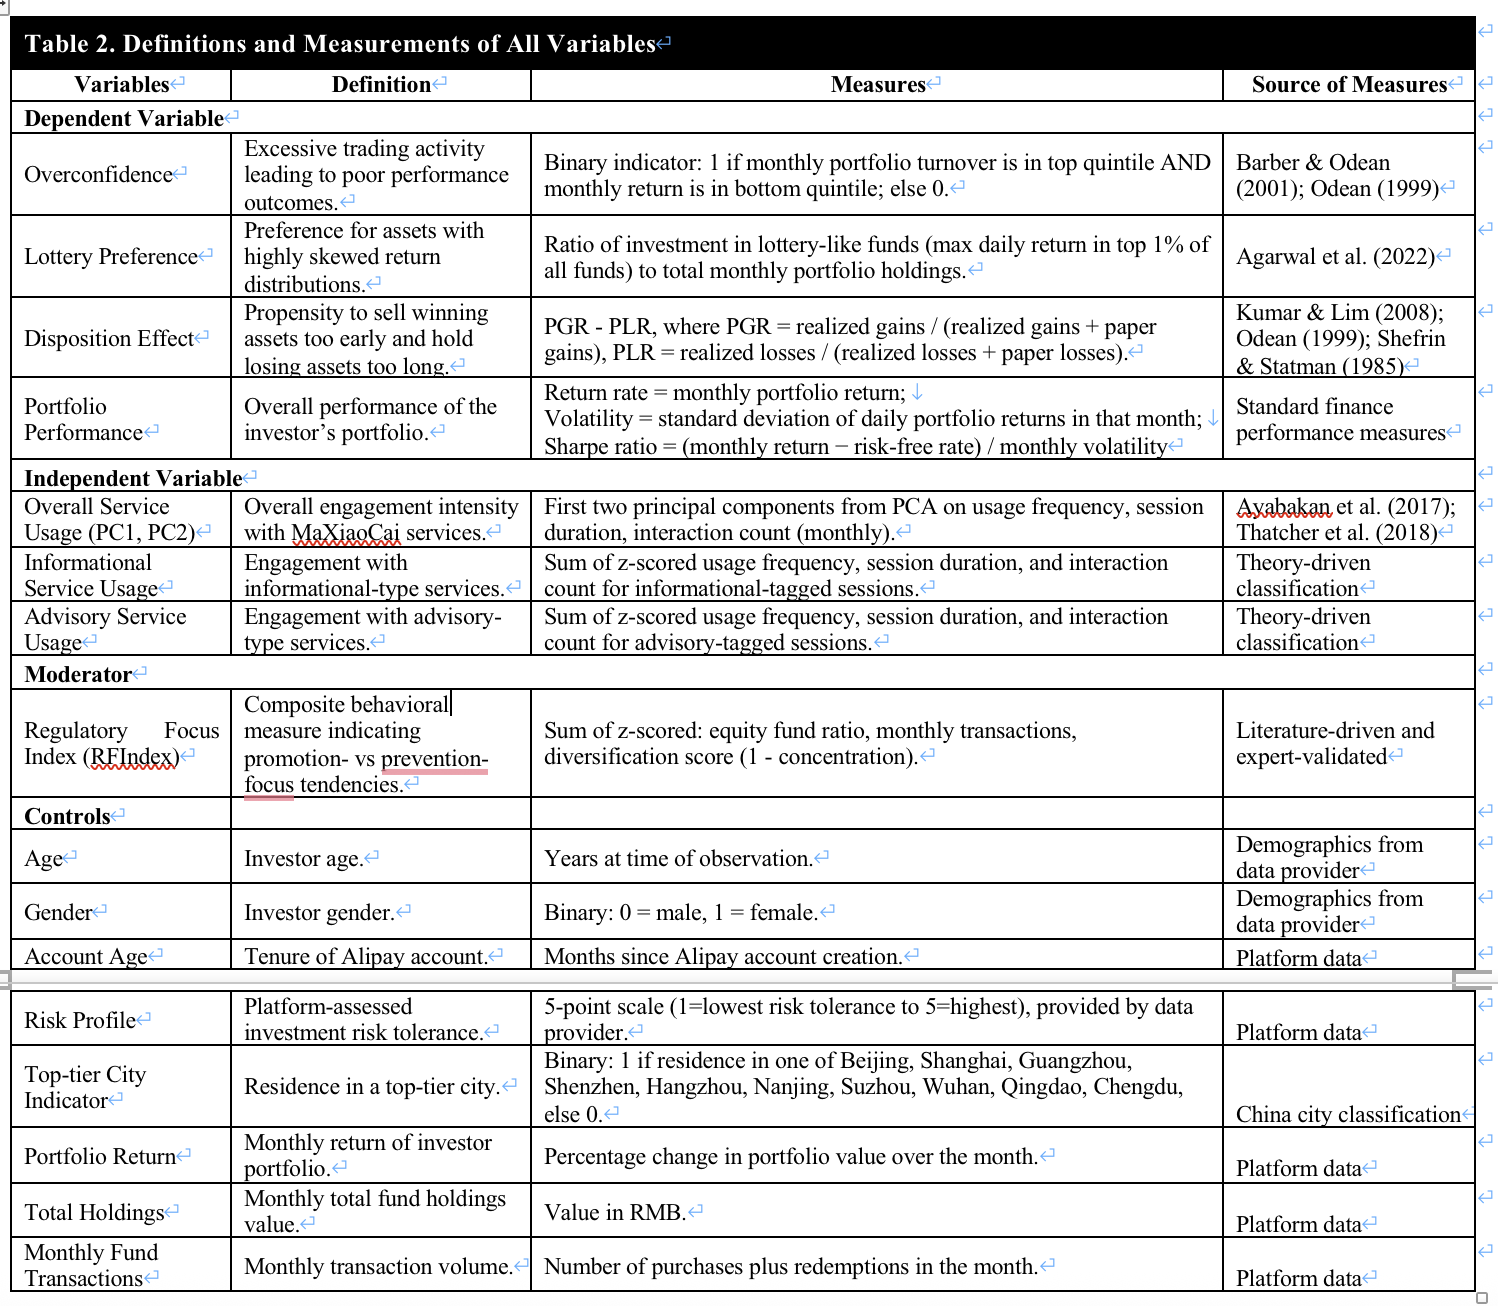 Table 2. Definitions and Measurements of All Variables
Variables Definition Measures Source of Measures
Dependent Variable
Overconfidence
Excessive trading activity
leading to poor performance
outcomes.
Binary indicator: 1 if monthly portfolio turnover is in top quintile AND
monthly return is in bottom quintile; else 0.
Barber & Odean
(2001); Odean (1999)
Lottery Preference
Preference for assets with
highly skewed return
distributions.
Ratio of investment in lottery-like funds (max daily return in top 1% of
all funds) to total monthly portfolio holdings.
Agarwal et al. (2022)
Disposition Effect
Propensity to sell winning
assets too early and hold
losing assets too long.
PGR - PLR, where PGR = realized gains / (realized gains + paper
gains), PLR = realized losses / (realized losses + paper losses).
Kumar & Lim (2008);
Odean (1999); Shefrin
& Statman (1985)
Portfolio
Performance
Overall performance of the
investor’s portfolio.
Return rate = monthly portfolio return;
Volatility = standard deviation of daily portfolio returns in that month;
Sharpe ratio = (monthly return − risk-free rate) / monthly volatility
Standard finance
performance measures
Independent Variable
Overall Service
Usage (PC1, PC2)
Overall engagement intensity
with MaXiaoCai services.
First two principal components from PCA on usage frequency, session
duration, interaction count (monthly).
Ayabakan et al. (2017);
Thatcher et al. (2018)
Informational
Service Usage
Engagement with
informational-type services.
Sum of z-scored usage frequency, session duration, and interaction
count for informational-tagged sessions.
Theory-driven
classification
Advisory Service
Usage
Engagement with advisory-
type services.
Sum of z-scored usage frequency, session duration, and interaction
count for advisory-tagged sessions.
Theory-driven
classification
Moderator
Regulatory Focus
Index (RFIndex)
Composite behavioral
measure indicating
promotion- vs prevention-
focus tendencies.
Sum of z-scored: equity fund ratio, monthly transactions,
diversification score (1 - concentration).
Literature-driven and
expert-validated
Controls
Age
Investor age.
Years at time of observation.
Demographics from
data provider
Gender
Investor gender.
Binary: 0 = male, 1 = female.
Demographics from
data provider
Account Age
Tenure of Alipay account.
Months since Alipay account creation.
Platform data
Risk Profile
Platform-assessed
investment risk tolerance.
5-point scale (1=lowest risk tolerance to 5=highest), provided by data
provider.
Platform data
Top-tier City
Indicator
Residence in a top-tier city.
Binary: 1 if residence in one of Beijing, Shanghai, Guangzhou,
Shenzhen, Hangzhou, Nanjing, Suzhou, Wuhan, Qingdao, Chengdu,
else 0.
China city classification
Portfolio Return
Monthly return of investor
portfolio.
Percentage change in portfolio value over the month.
Platform data
Total Holdings
Monthly total fund holdings
value.
Value in RMB.
Platform data
Monthly Fund
Transactions
Monthly transaction volume.
Number of purchases plus redemptions in the month.
Platform data